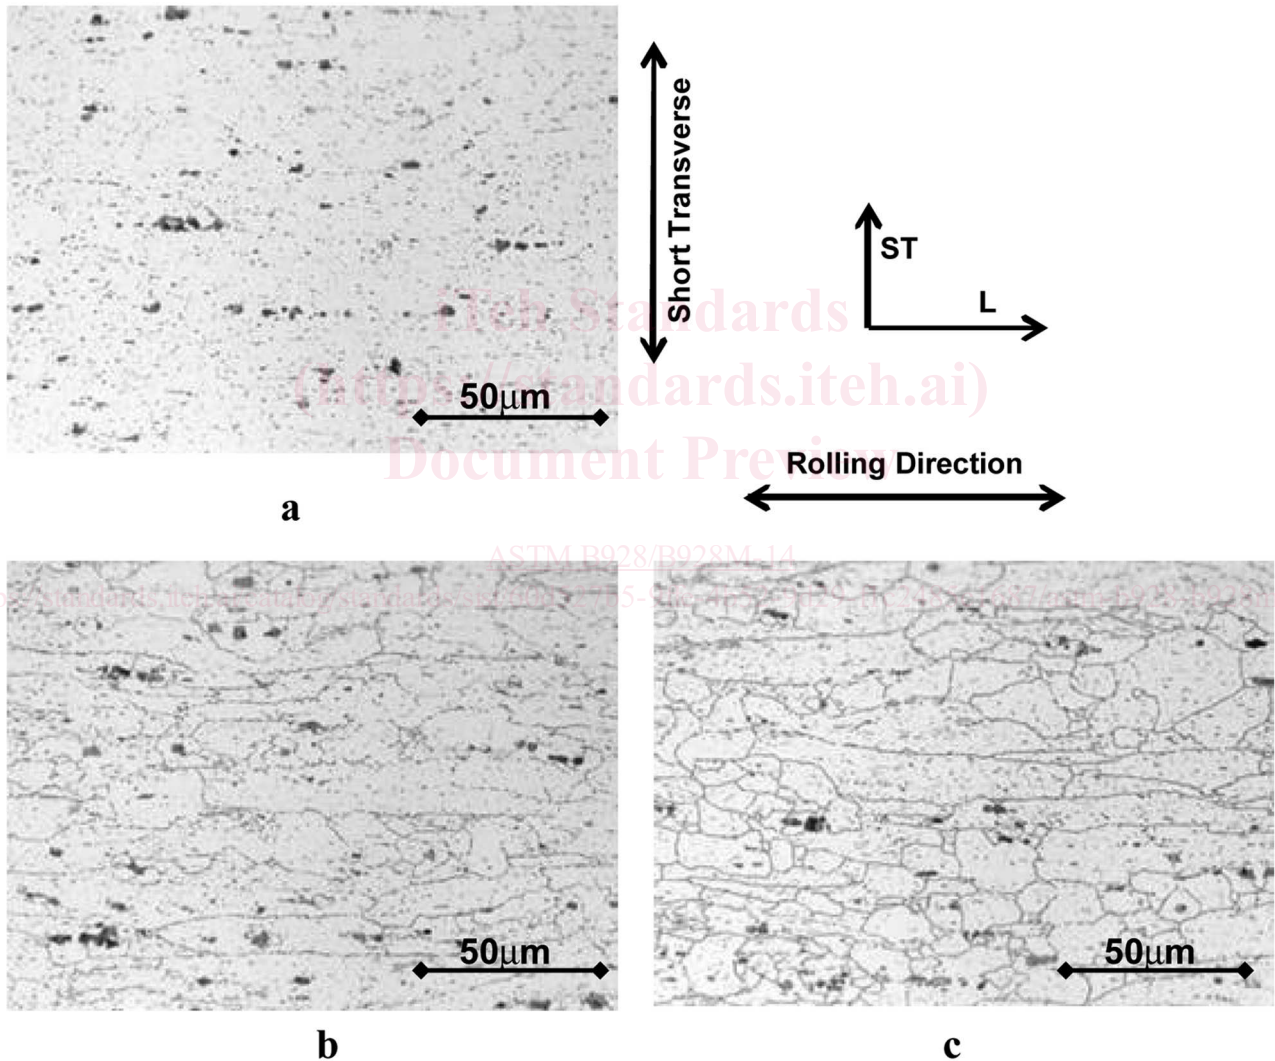 Short Transverse
ST
L
iTeh Standards
50μm
(https://standards.iteh.ai)
Document Preview
Rolling Direction
a
ASTM B928/B928M-14
50μm
50μm
b
c